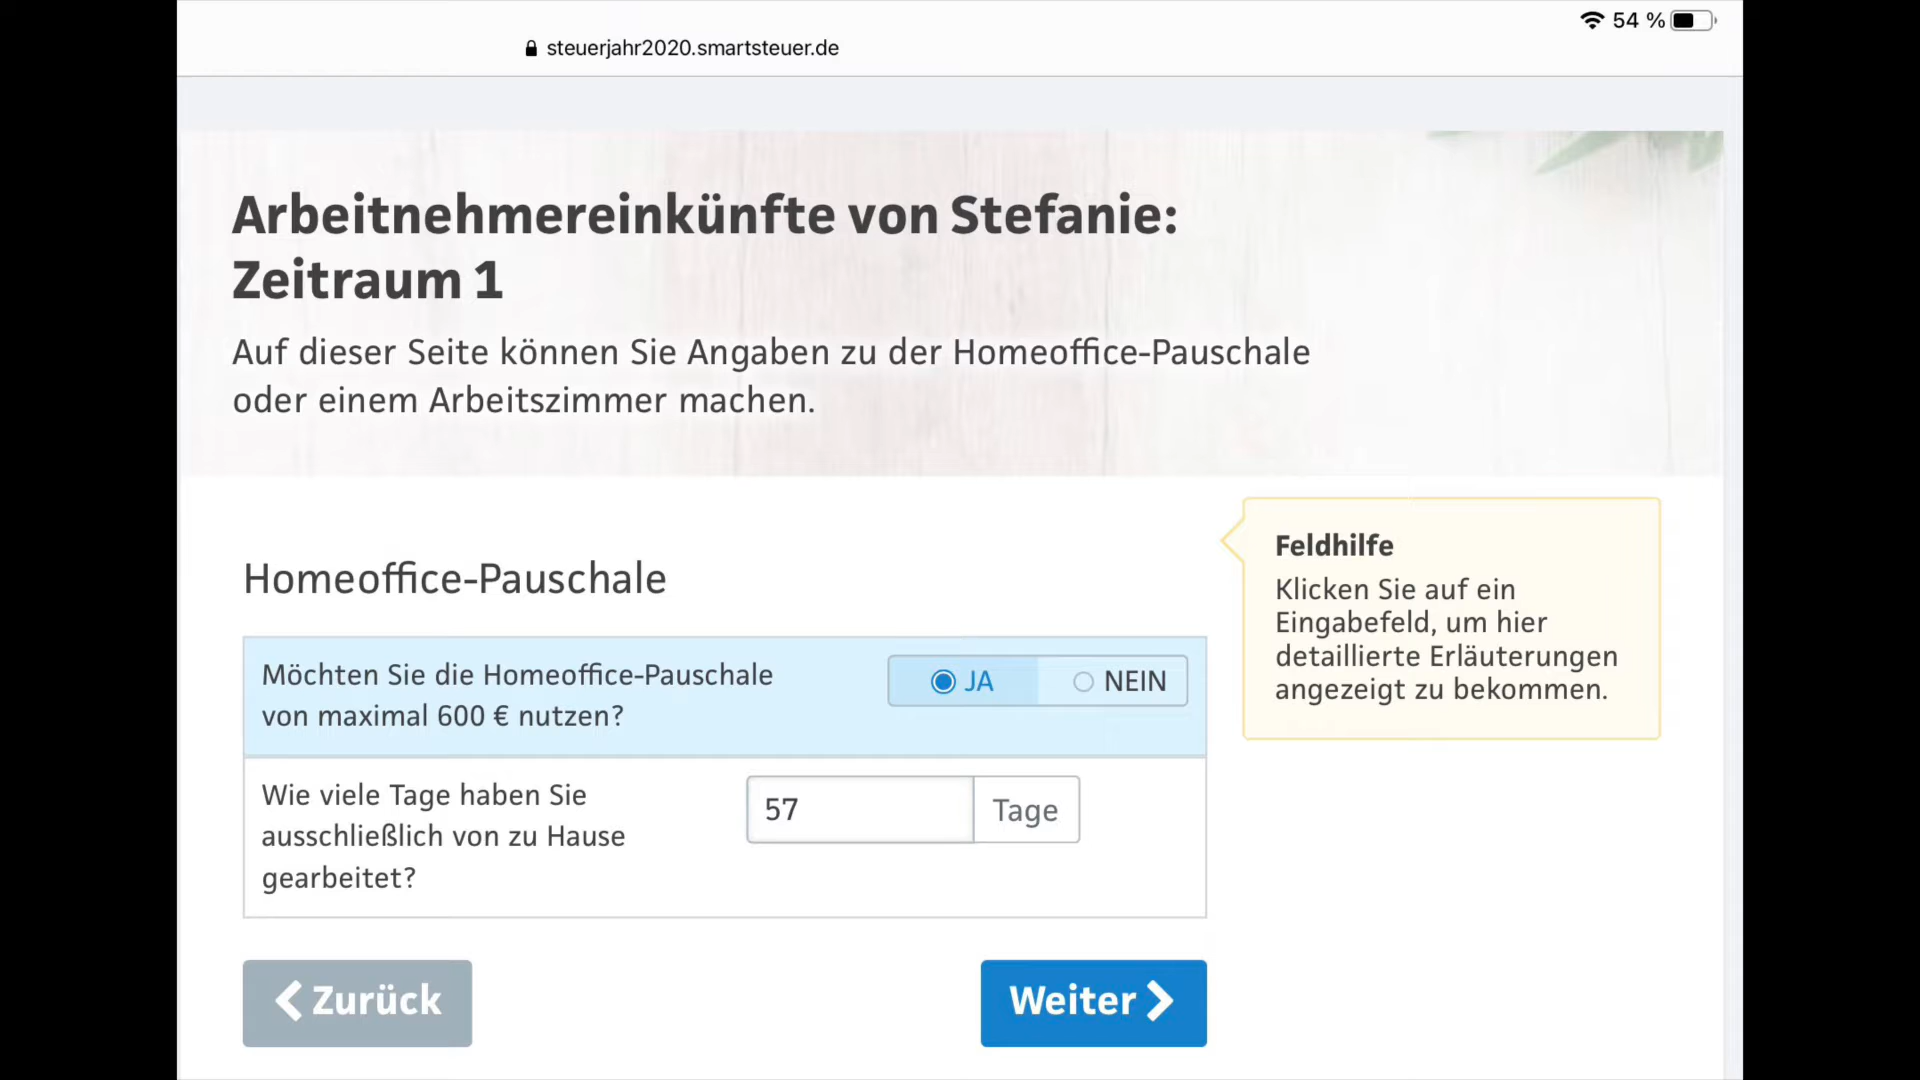 54 %
steuerjahr2020.smartsteuer.de
Arbeitnehmereinkünfte von Stefanie:
Zeitraum 1
Auf dieser Seite können Sie Angaben zu der Homeoffice-Pauschale
oder einem Arbeitszimmer machen.
Homeoffice-Pauschale
Möchten Sie die Homeoffice-Pauschale
von maximal 600 € nutzen?
JA
NEIN
Wie viele Tage haben Sie
ausschließlich von zu Hause
gearbeitet?
57
Tage
Feldhilfe
Klicken Sie auf ein
Eingabefeld, um hier
detaillierte Erläuterungen
angezeigt zu bekommen.
Zurück
Weiter